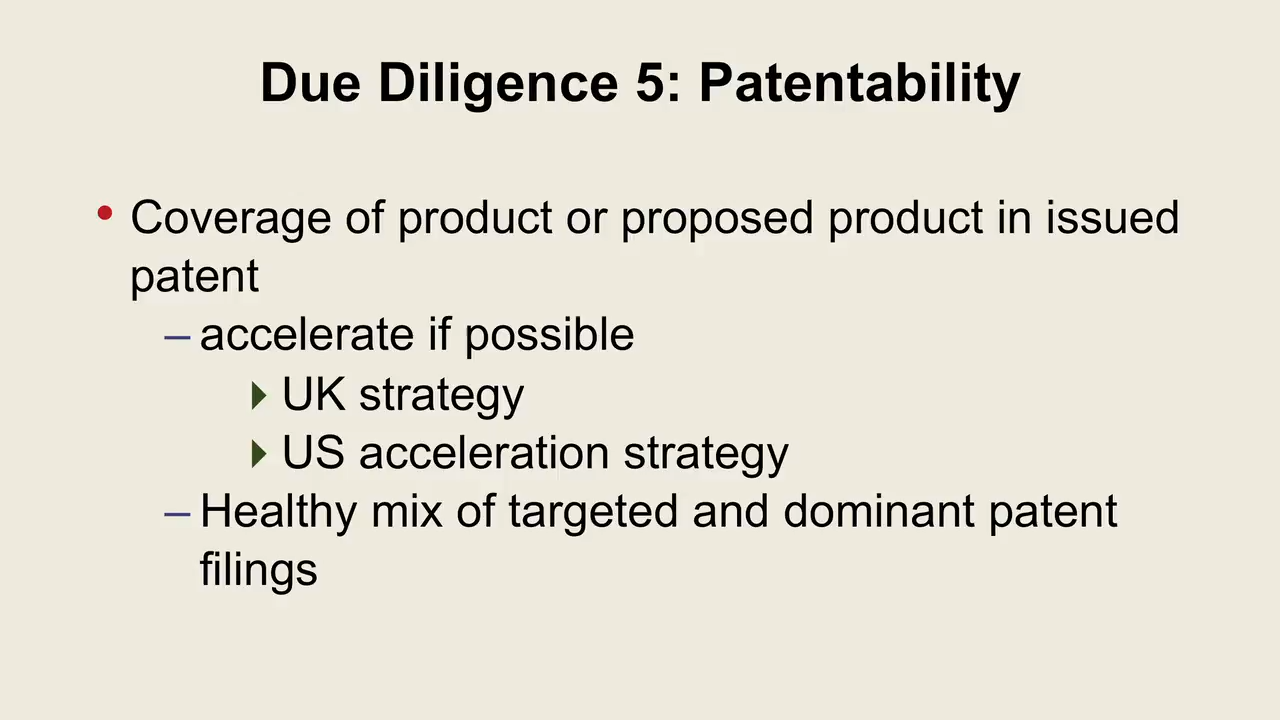 Due Diligence 5: Patentability
• Coverage of product or proposed product in issued
patent
– accelerate if possible
UK strategy
US acceleration strategy
– Healthy mix of targeted and dominant patent
filings